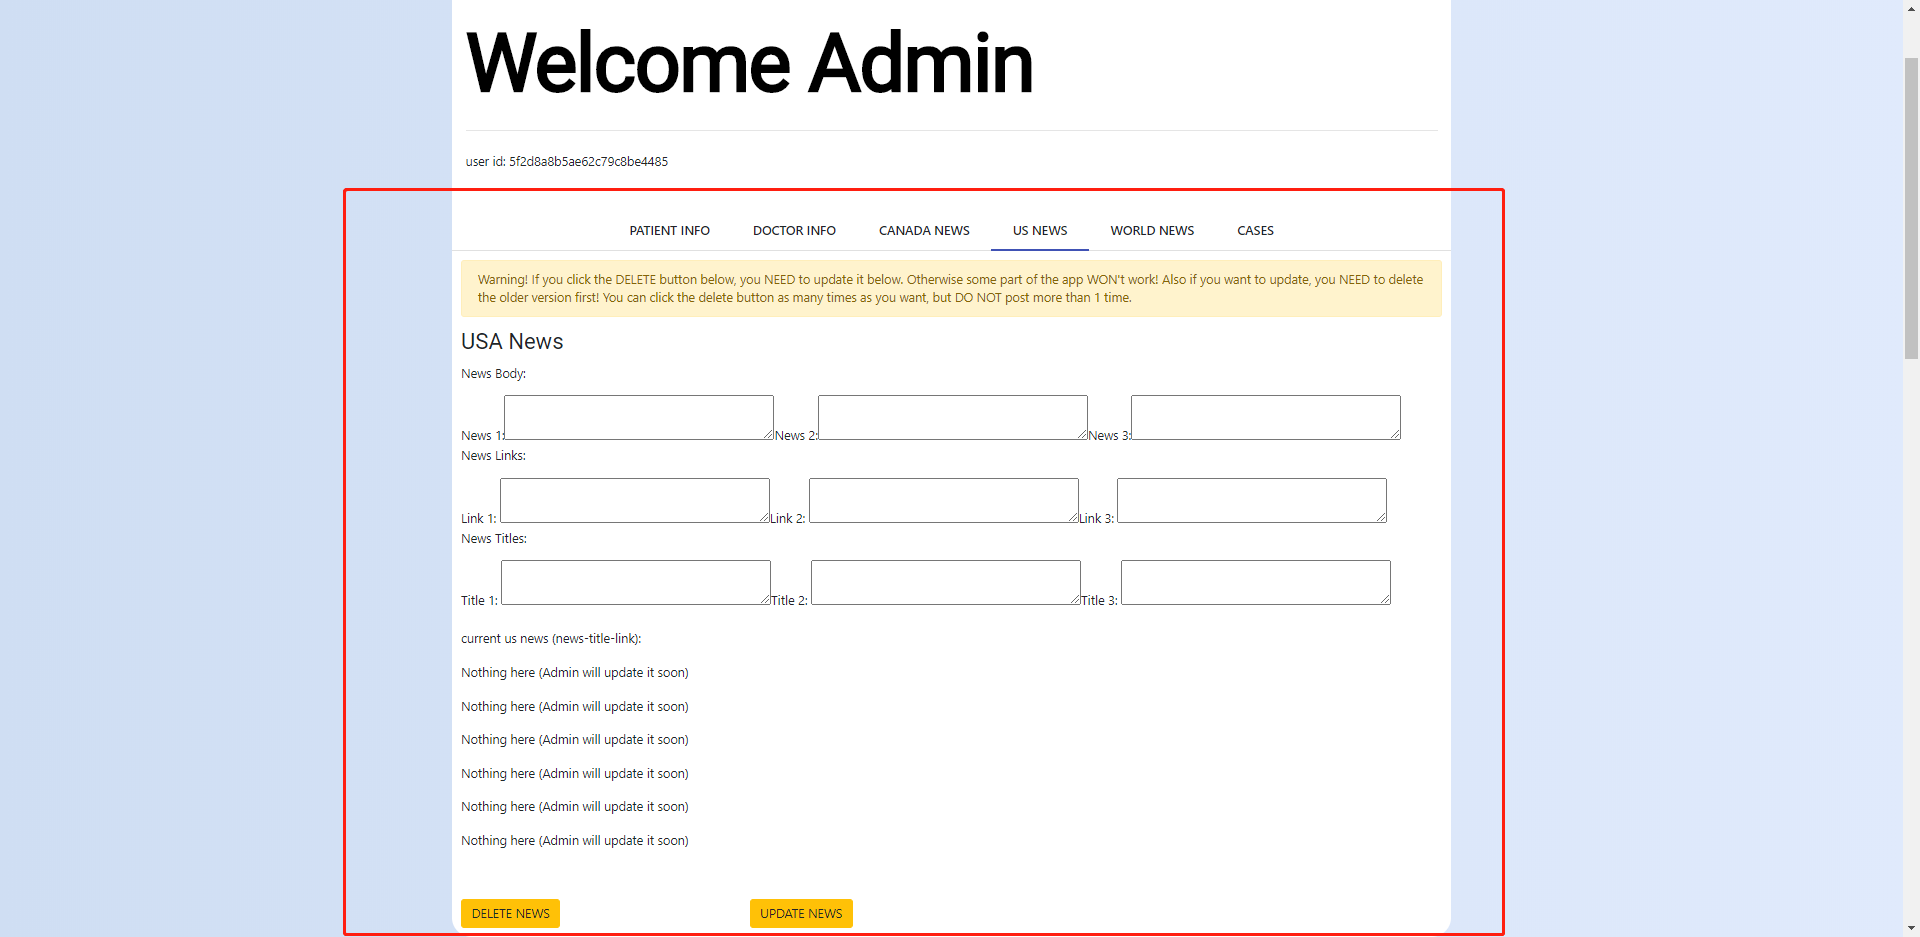 Welcome Admin
user id: 5f2d8a8b5ae62c79c8be4485
PATIENT INFO DOCTOR INFO CANADA NEWS US NEWS WORLD NEWS CASES
Warning! If you click the DELETE button below, you NEED to update it below. Otherwise some part of the app WON't work! Also if you want to update, you NEED to delete
the older version first! You can click the delete button as many times as you want, but DO NOT post more than 1 time.
USA News
News Body:
News 1: News 2: News 3:
News Links:
Link 1: Link 2: Link 3:
News Titles:
Title 1: Title 2: Title 3:
current us news (news-title-link):
Nothing here (Admin will update it soon)
Nothing here (Admin will update it soon)
Nothing here (Admin will update it soon)
Nothing here (Admin will update it soon)
Nothing here (Admin will update it soon)
Nothing here (Admin will update it soon)
DELETE NEWS UPDATE NEWS